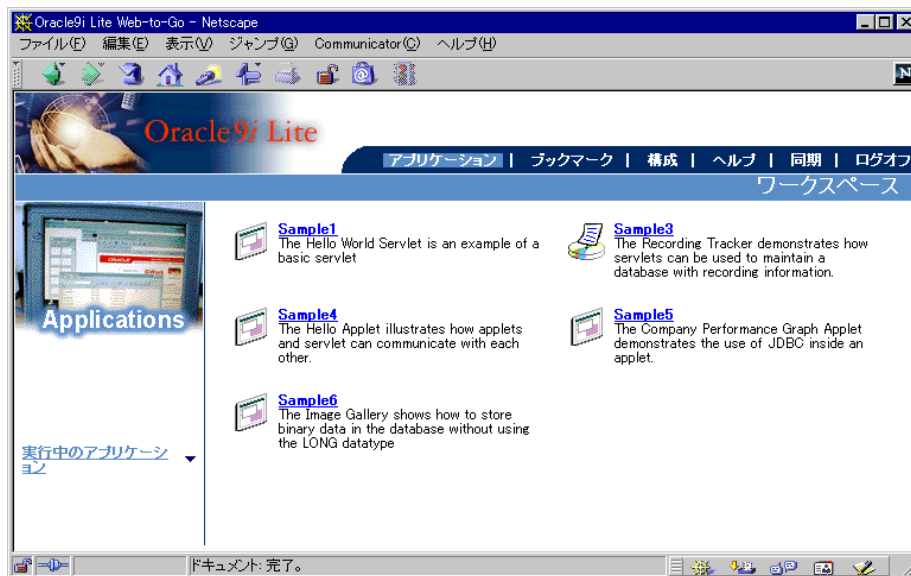 Oracle9i Lite Web-to-Go - Netscape
ファイル(F) 編集(E) 表示(V) ジャンプ(G) Communicator(C) ヘルプ(H)
N
Oracle9i Lite
アプリケーション | ブックマーク | 構成 | ヘルプ | 同期 | ログオフ
ワークスペース
Applications
実行中のアプリケーシ
ョン
Sample1
The Hello World Servlet is an example of a
basic servlet
Sample3
The Recording Tracker demonstrates how
servlets can be used to maintain a
database with recording information.
Sample4
The Hello Applet illustrates how applets
and servlet can communicate with each
other.
Sample5
The Company Performance Graph Applet
demonstrates the use of JDBC inside an
applet.
Sample6
The Image Gallery shows how to store
binary data in the database without using
the LONG datatype
ドキュメント: 完了。